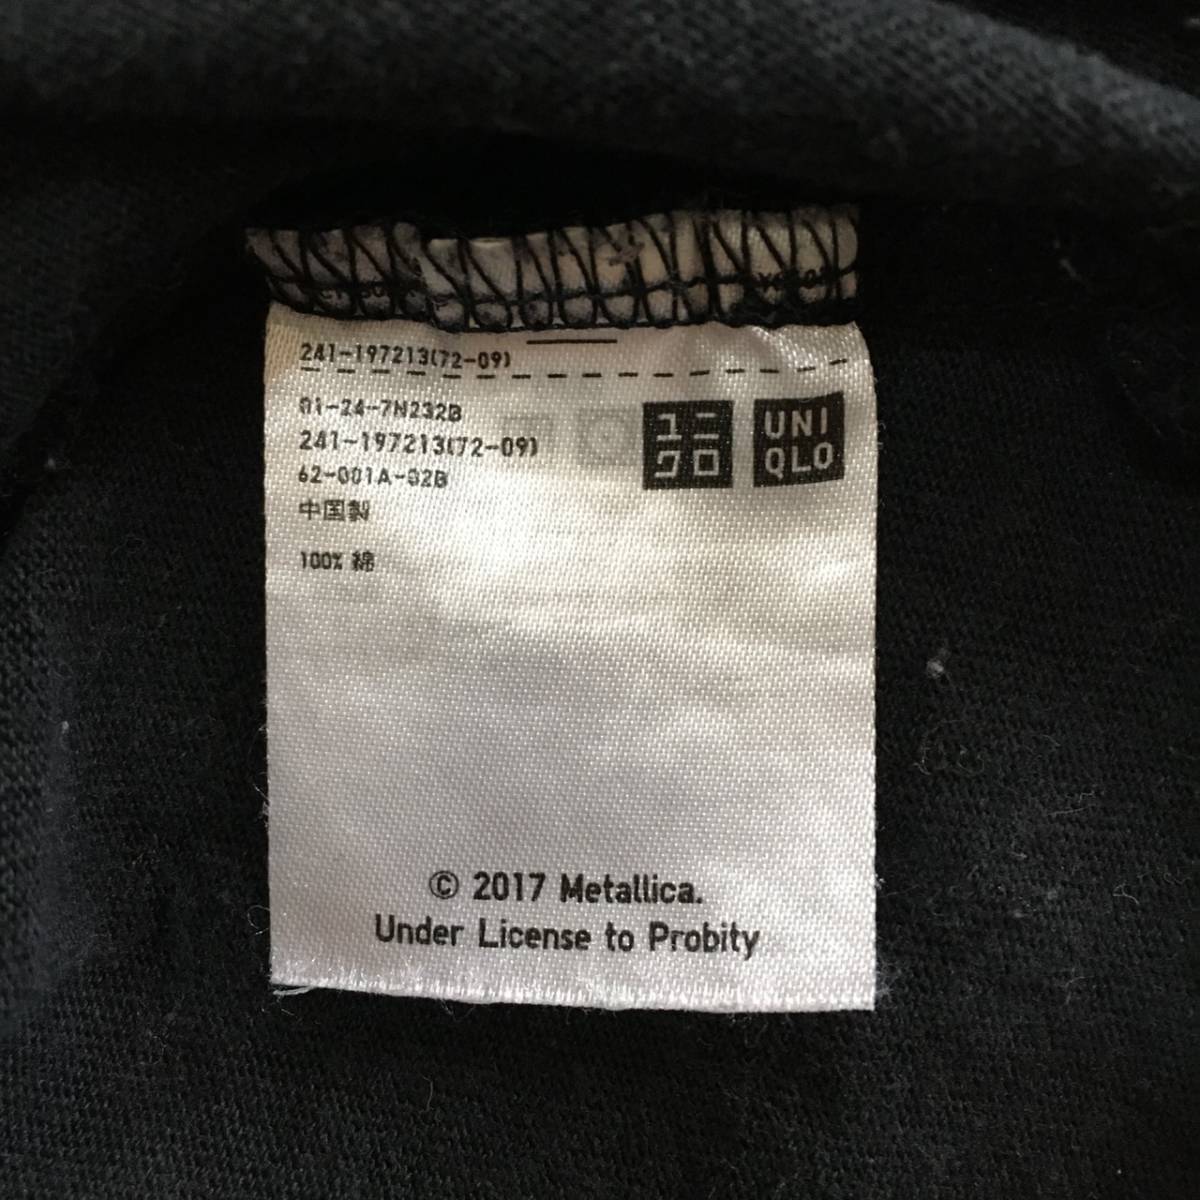 241-197213(72-09)
01-24-7N232B
241-197213(72-09)
62-001A-02B
中国製
100% 綿
ユニ
クロ
UNI
QLO
© 2017 Metallica.
Under License to Probity